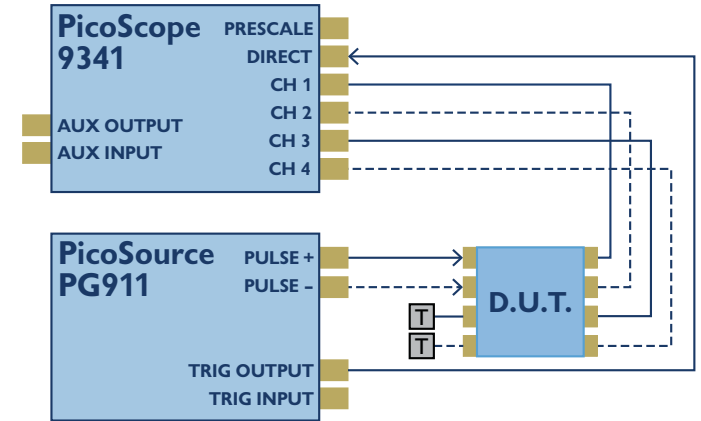 PicoScope
9341
PRESCALE
DIRECT
CH 1
CH 2
CH 3
CH 4
AUX OUTPUT
AUX INPUT
PicoSource
PG911
PULSE +
PULSE –
TRIG OUTPUT
TRIG INPUT
D.U.T.
T
T